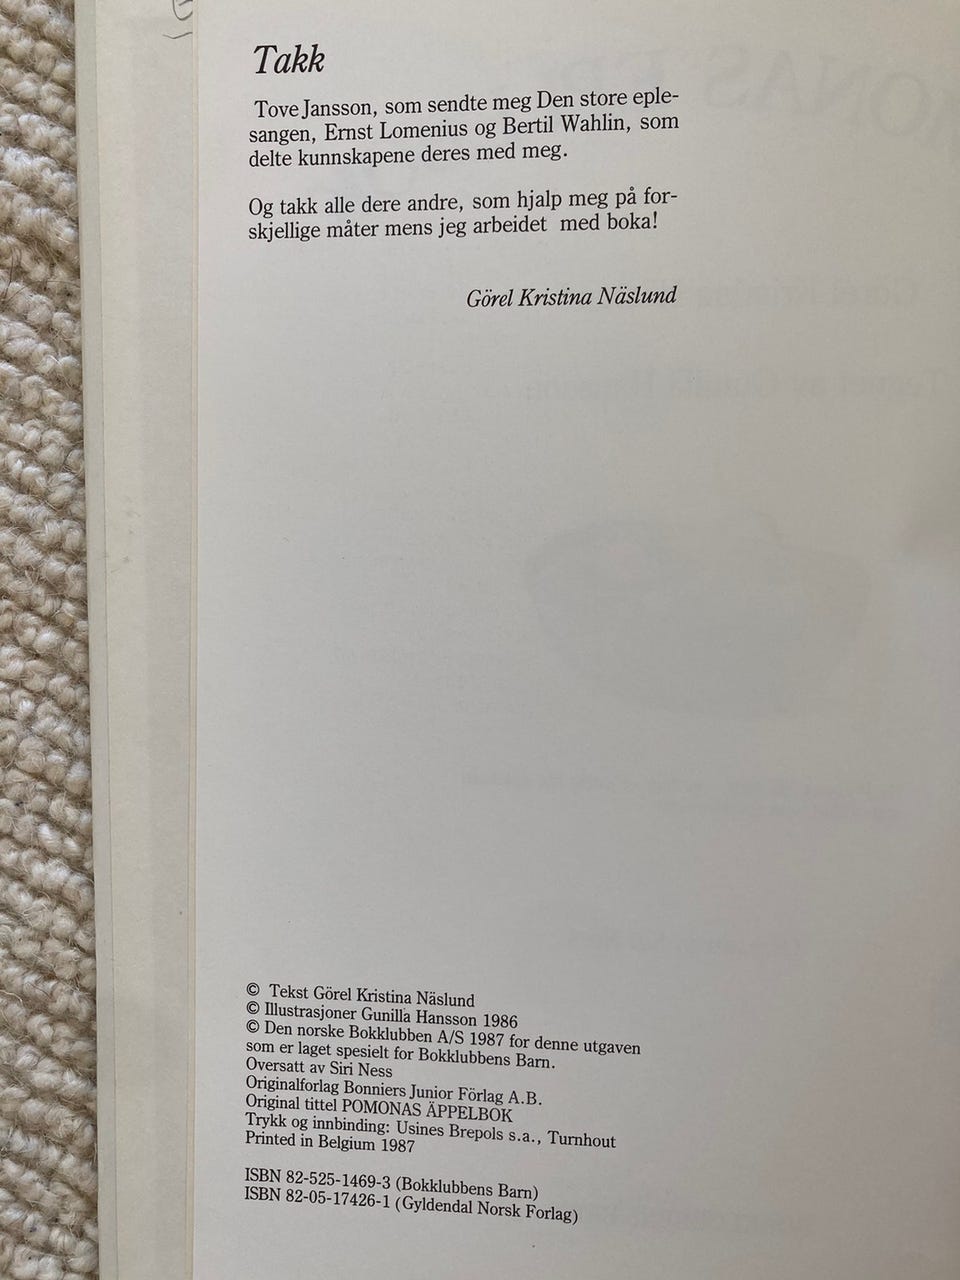 Takk
Tove Jansson, som sendte meg Den store eple-
sangen, Ernst Lomenius og Bertil Wahlin, som
delte kunnskapene deres med meg.
Og takk alle dere andre, som hjalp meg på for-
skjellige måter mens jeg arbeidet med boka!
Görel Kristina Näslund
© Tekst Görel Kristina Näslund
© Illustrasjoner Gunilla Hansson 1986
© Den norske Bokklubben A/S 1987 for denne utgaven
som er laget spesielt for Bokklubbens Barn.
Oversatt av Siri Ness
Originalforlag Bonniers Junior Förlag A.B.
Original tittel POMONAS ÄPPELBOK
Trykk og innbinding: Usines Brepols s.a., Turnhout
Printed in Belgium 1987
ISBN 82-525-1469-3 (Bokklubbens Barn)
ISBN 82-05-17426-1 (Gyldendal Norsk Forlag)